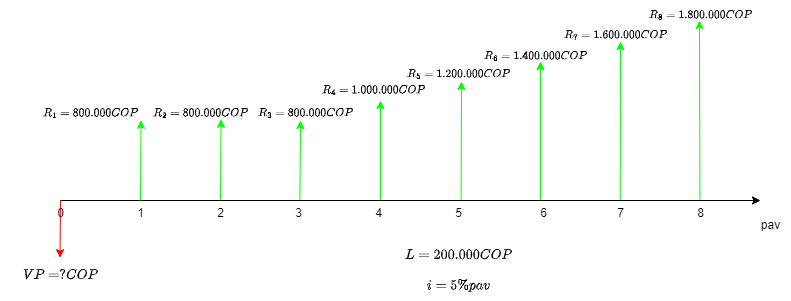 R₈ = 1.800.000COP
R₇ = 1.600.000COP
R₆ = 1.400.000COP
R₅ = 1.200.000COP
R₄ = 1.000.000COP
R₁ = 800.000COP R₂ = 800.000COP R₃ = 800.000COP
0 1 2 3 4 5 6 7 8
pav
L = 200.000COP
VP =?COP
i = 5%pav